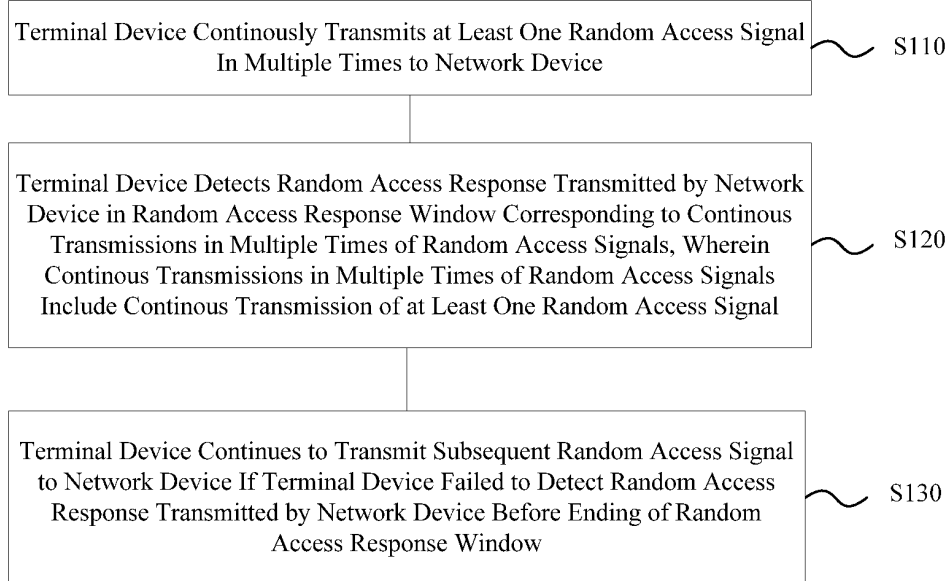 Terminal Device Continously Transmits at Least One Random Access Signal
In Multiple Times to Network Device
S110
Terminal Device Detects Random Access Response Transmitted by Network
Device in Random Access Response Window Corresponding to Continous
Transmissions in Multiple Times of Random Access Signals, Wherein
Continous Transmissions in Multiple Times of Random Access Signals
Include Continous Transmission of at Least One Random Access Signal
S120
Terminal Device Continues to Transmit Subsequent Random Access Signal
to Network Device If Terminal Device Failed to Detect Random Access
Response Transmitted by Network Device Before Ending of Random
Access Response Window
S130